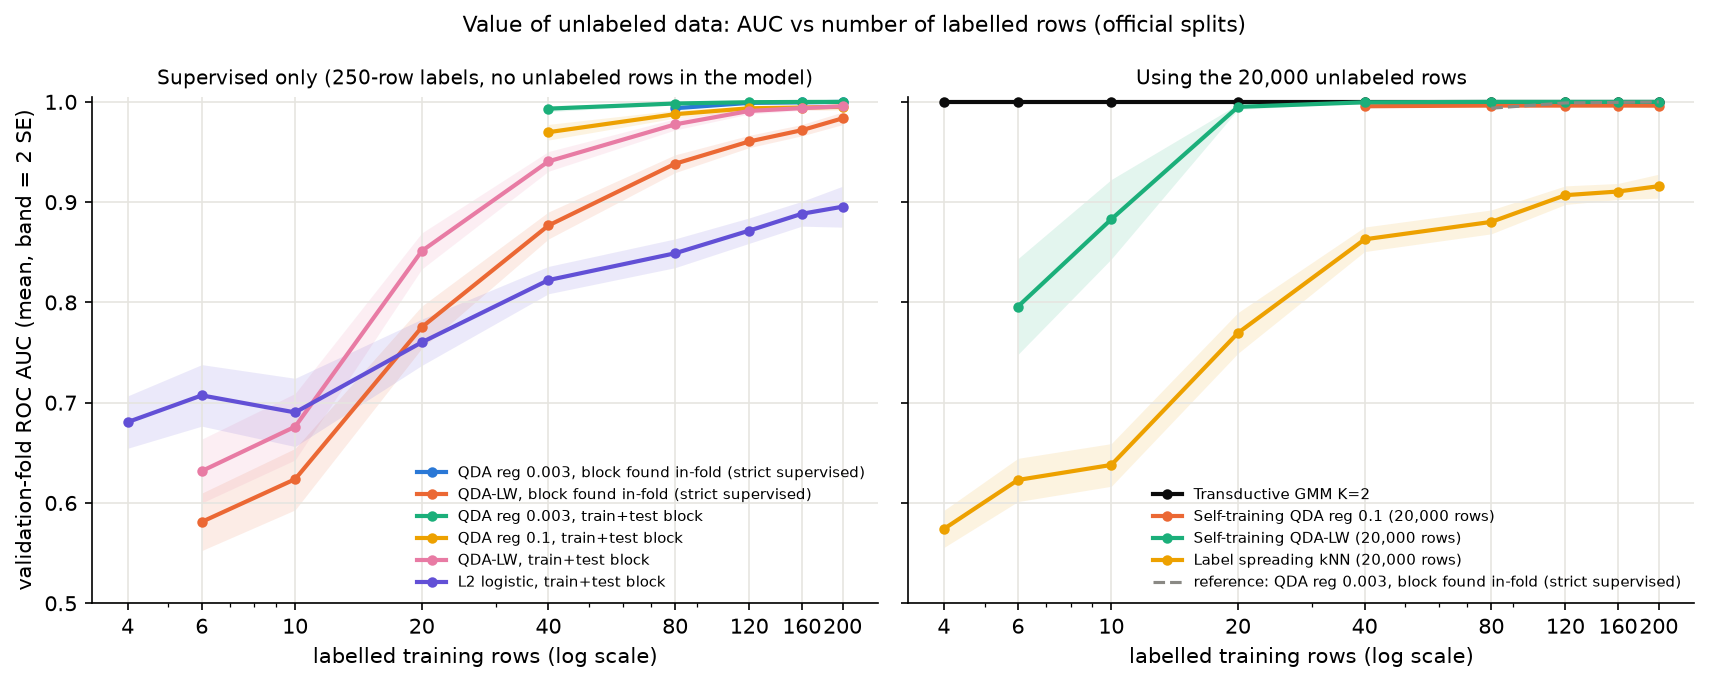 Value of unlabeled data: AUC vs number of labelled rows (official splits)
Supervised only (250-row labels, no unlabeled rows in the model)
validation-fold ROC AUC (mean, band = 2 SE)
1.0
0.9
0.8
0.7
0.6
0.5
QDA reg 0.003, block found in-fold (strict supervised)
QDA-LW, block found in-fold (strict supervised)
QDA reg 0.003, train+test block
QDA reg 0.1, train+test block
QDA-LW, train+test block
L2 logistic, train+test block
4 6 10 20 40 80 120 160 200
labelled training rows (log scale)
Using the 20,000 unlabeled rows
Transductive GMM K=2
Self-training QDA reg 0.1 (20,000 rows)
Self-training QDA-LW (20,000 rows)
Label spreading kNN (20,000 rows)
reference: QDA reg 0.003, block found in-fold (strict supervised)
4 6 10 20 40 80 120 160 200
labelled training rows (log scale)